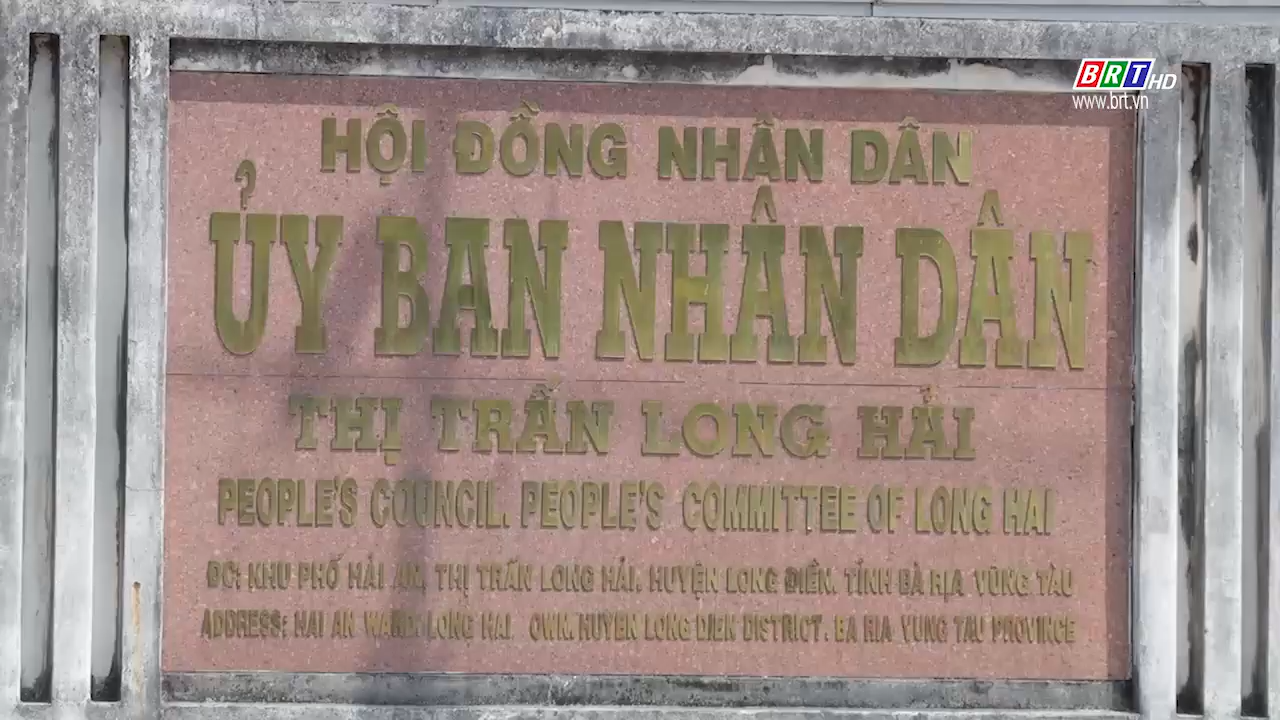 BRT HD
www.brt.vn
HỘI ĐỒNG NHÂN DÂN
ỦY BAN NHÂN DÂN
THỊ TRẤN LONG HẢI
PEOPLE'S COUNCIL. PEOPLE'S COMMITTEE OF LONG HAI
ĐC: KHU PHỐ HẢI AN. THỊ TRẤN LONG HẢI. HUYỆN LONG ĐIỀN. TỈNH BÀ RỊA VŨNG TÀU
ADDRESS: HAI AN WARD. LONG HAI OWN. HUYEN LONG DIEN DISTRICT. BA RIA VUNG TAU PROVINCE